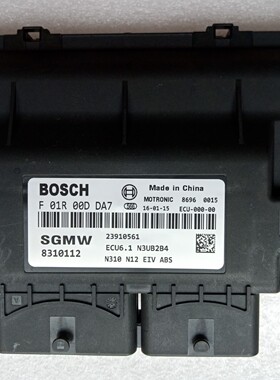 BOSCH Made in China
F 01R 00D DA7 MOTRONIC 8696 0015
16-01-15 ECU-000-00
SGMW 23910561
8310112 ECU6.1 N3UB2B4
N310 N12 EIV ABS